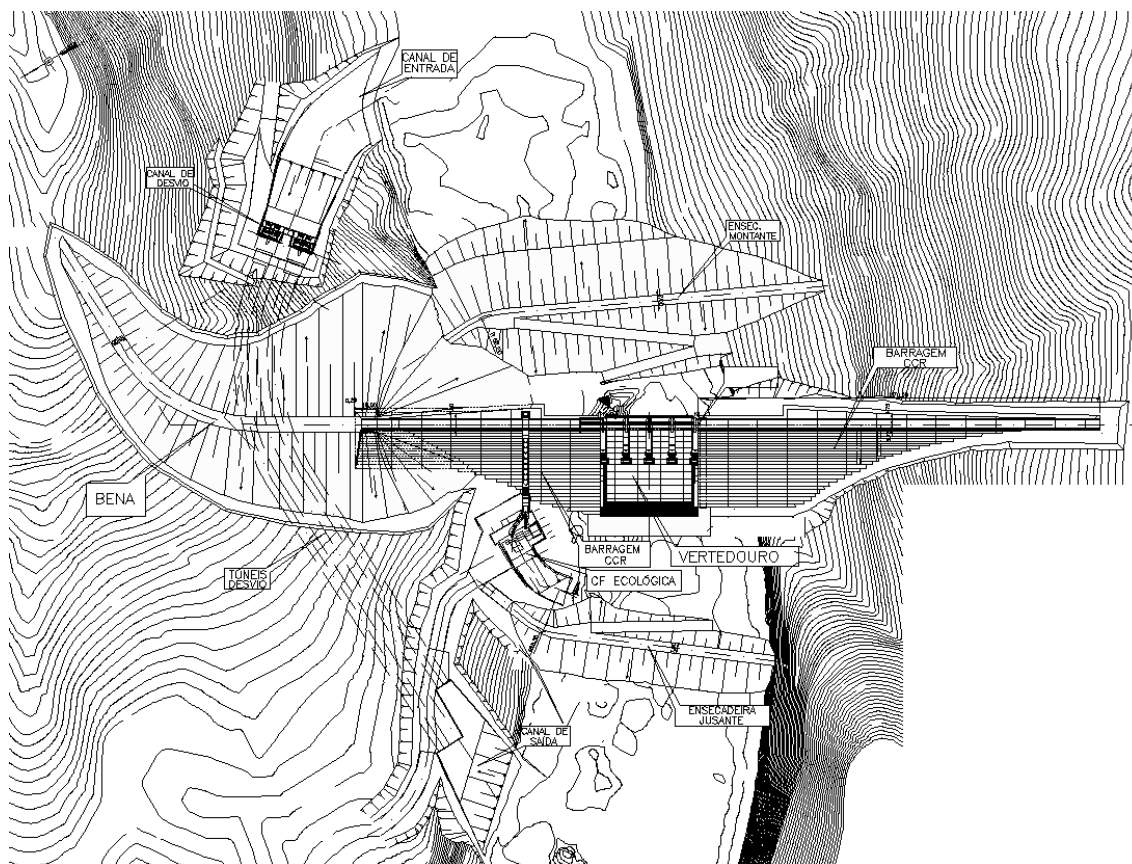 CANAL DE
ENTRADA
CANAL DE
DESVIO
ENSEC.
MONTANTE
BARRAGEM
CCR
BENA
BARRAGEM
CCR
VERTEDOURO
TÚNEIS
DESVIO
CF ECOLÓGICA
ENSECADEIRA
JUSANTE
CANAL DE
SAÍDA